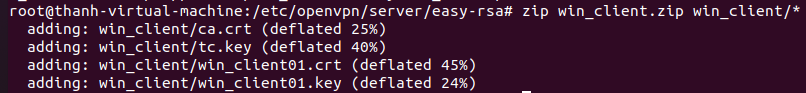 root@thanh-virtual-machine:/etc/openvpn/server/easy-rsa# zip win_client.zip win_client/*
adding: win_client/ca.crt (deflated 25%)
adding: win_client/tc.key (deflated 40%)
adding: win_client/win_client01.crt (deflated 45%)
adding: win_client/win_client01.key (deflated 24%)